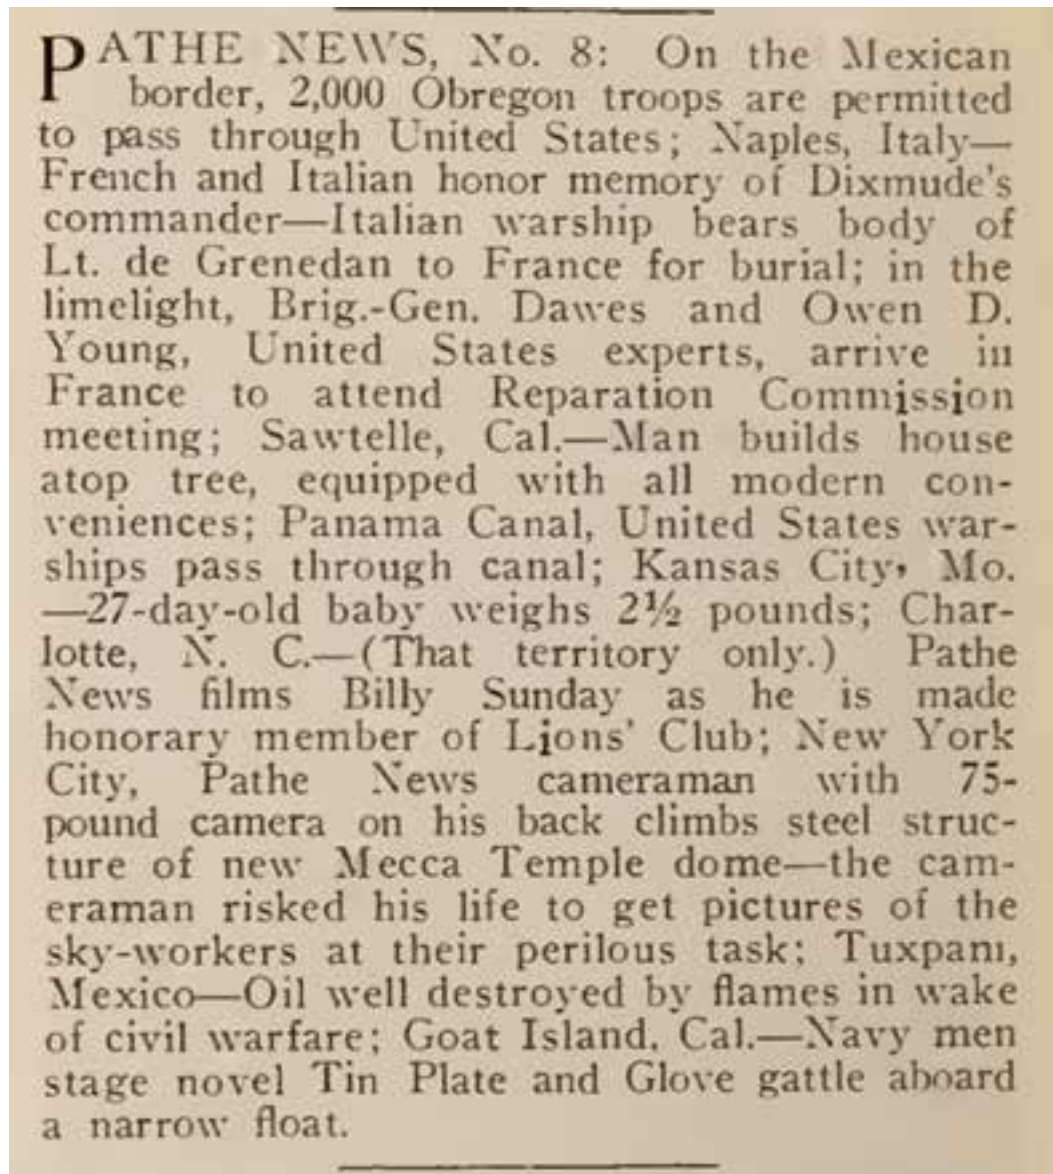 PATHE NEWS, No. 8: On the Mexican
border, 2,000 Obregon troops are permitted
to pass through United States; Naples, Italy—
French and Italian honor memory of Dixmude's
commander—Italian warship bears body of
Lt. de Grenedan to France for burial; in the
limelight, Brig.-Gen. Dawes and Owen D.
Young, United States experts, arrive in
France to attend Reparation Commission
meeting; Sawtelle, Cal.—Man builds house
atop tree, equipped with all modern con-
veniences; Panama Canal, United States war-
ships pass through canal; Kansas City, Mo.
—27-day-old baby weighs 2½ pounds; Char-
lotte, N. C.—(That territory only.) Pathe
News films Billy Sunday as he is made
honorary member of Lions' Club; New York
City, Pathe News cameraman with 75-
pound camera on his back climbs steel struc-
ture of new Mecca Temple dome—the cam-
eraman risked his life to get pictures of the
sky-workers at their perilous task; Tuxpam,
Mexico—Oil well destroyed by flames in wake
of civil warfare; Goat Island, Cal.—Navy men
stage novel Tin Plate and Glove gattle aboard
a narrow float.